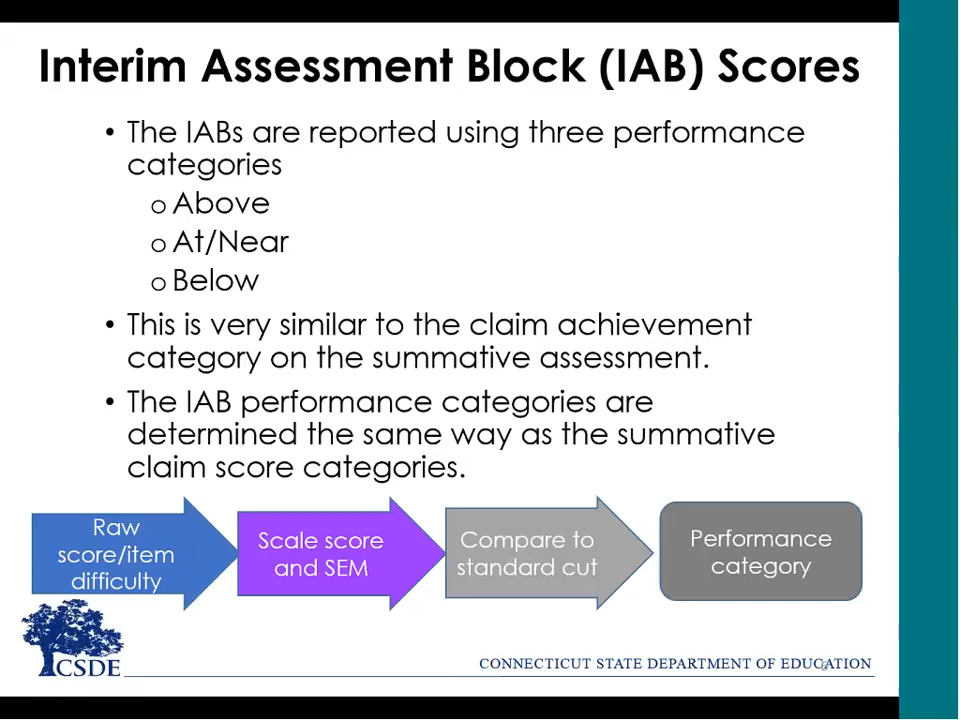 Interim Assessment Block (IAB) Scores
• The IABs are reported using three performance
categories
o Above
o At/Near
o Below
• This is very similar to the claim achievement
category on the summative assessment.
• The IAB performance categories are
determined the same way as the summative
claim score categories.
Raw
score/item
difficulty
Scale score
and SEM
Compare to
standard cut
Performance
category
CSDE
CONNECTICUT STATE DEPARTMENT OF EDUCATION